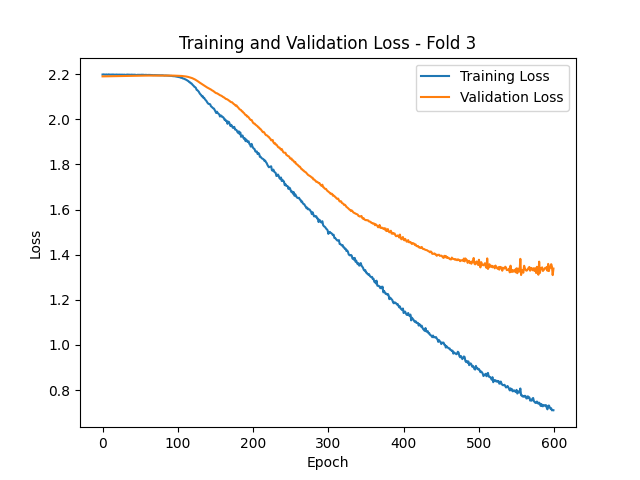 Training and Validation Loss - Fold 3
Training Loss
Validation Loss
Loss
2.2
2.0
1.8
1.6
1.4
1.2
1.0
0.8
0 100 200 300 400 500 600
Epoch